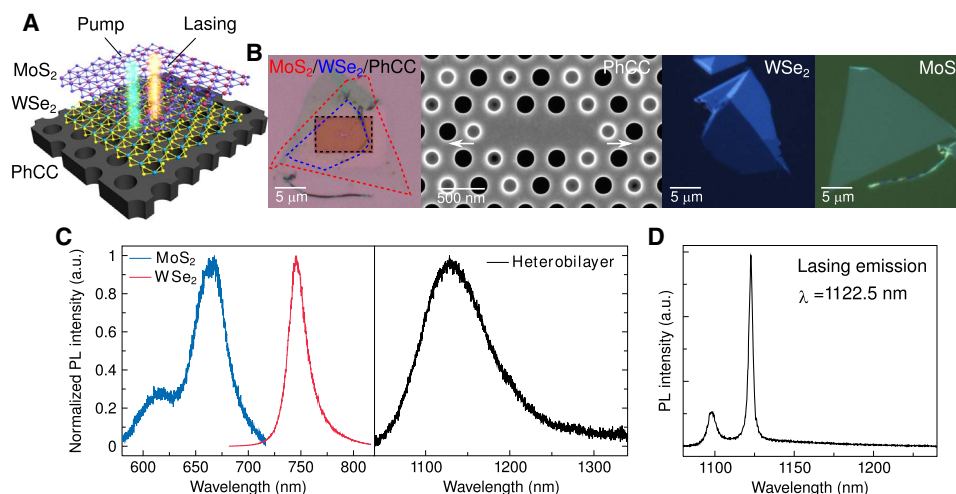 A
Pump
Lasing
MoS₂
WSe₂
PhCC
B
MoS₂/WSe₂/PhCC
5 μm
PhCC
500 nm
WSe₂
5 μm
MoS
5 μm
C
Normalized PL intensity (a.u.)
1
0.8
0.6
0.4
0.2
0
MoS₂
WSe₂
Heterobilayer
600 650 700 750 800
1100 1200 1300
Wavelength (nm)
Wavelength (nm)
D
PL intensity (a.u.)
Lasing emission
λ =1122.5 nm
1100 1150 1200
Wavelength (nm)